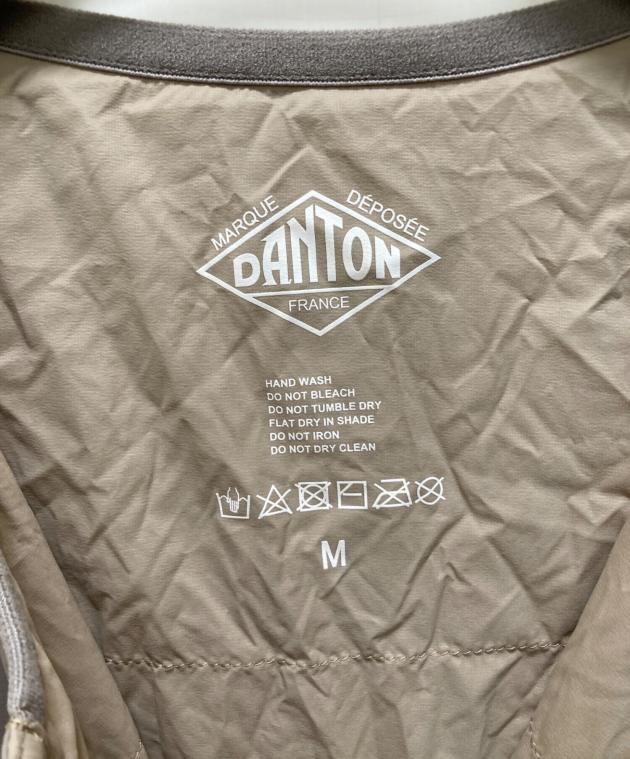 MARQUE DÉPOSÉE
DANTON
FRANCE
HAND WASH
DO NOT BLEACH
DO NOT TUMBLE DRY
FLAT DRY IN SHADE
DO NOT IRON
DO NOT DRY CLEAN
M